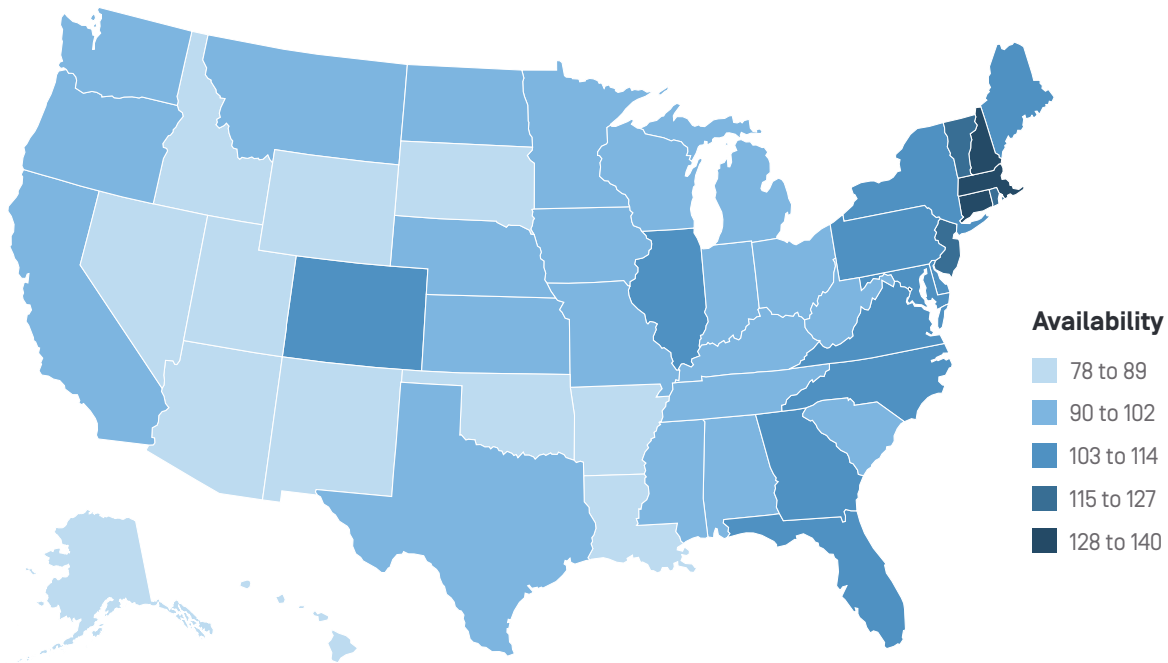 Availability
78 to 89
90 to 102
103 to 114
115 to 127
128 to 140